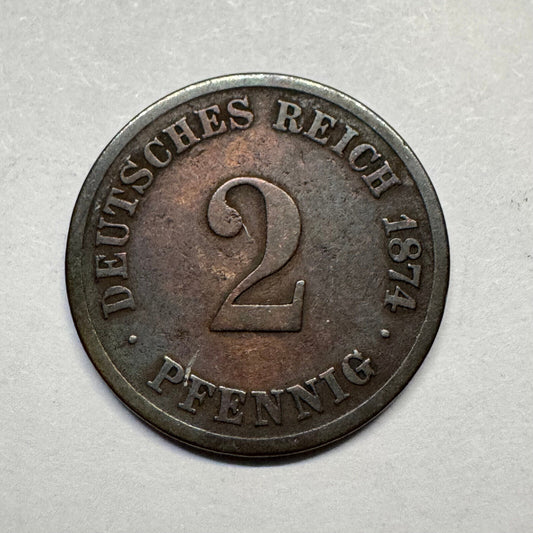 DEUTSCHES REICH 1874
2
· PFENNIG ·